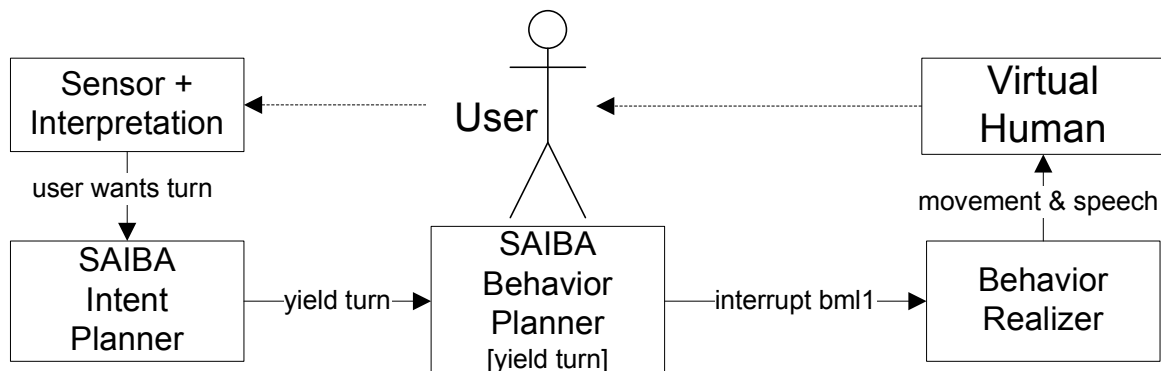 Sensor +
Interpretation
User
Virtual
Human
user wants turn
movement & speech
SAIBA
Intent
Planner
yield turn
SAIBA
Behavior
Planner
[yield turn]
interrupt bml1
Behavior
Realizer